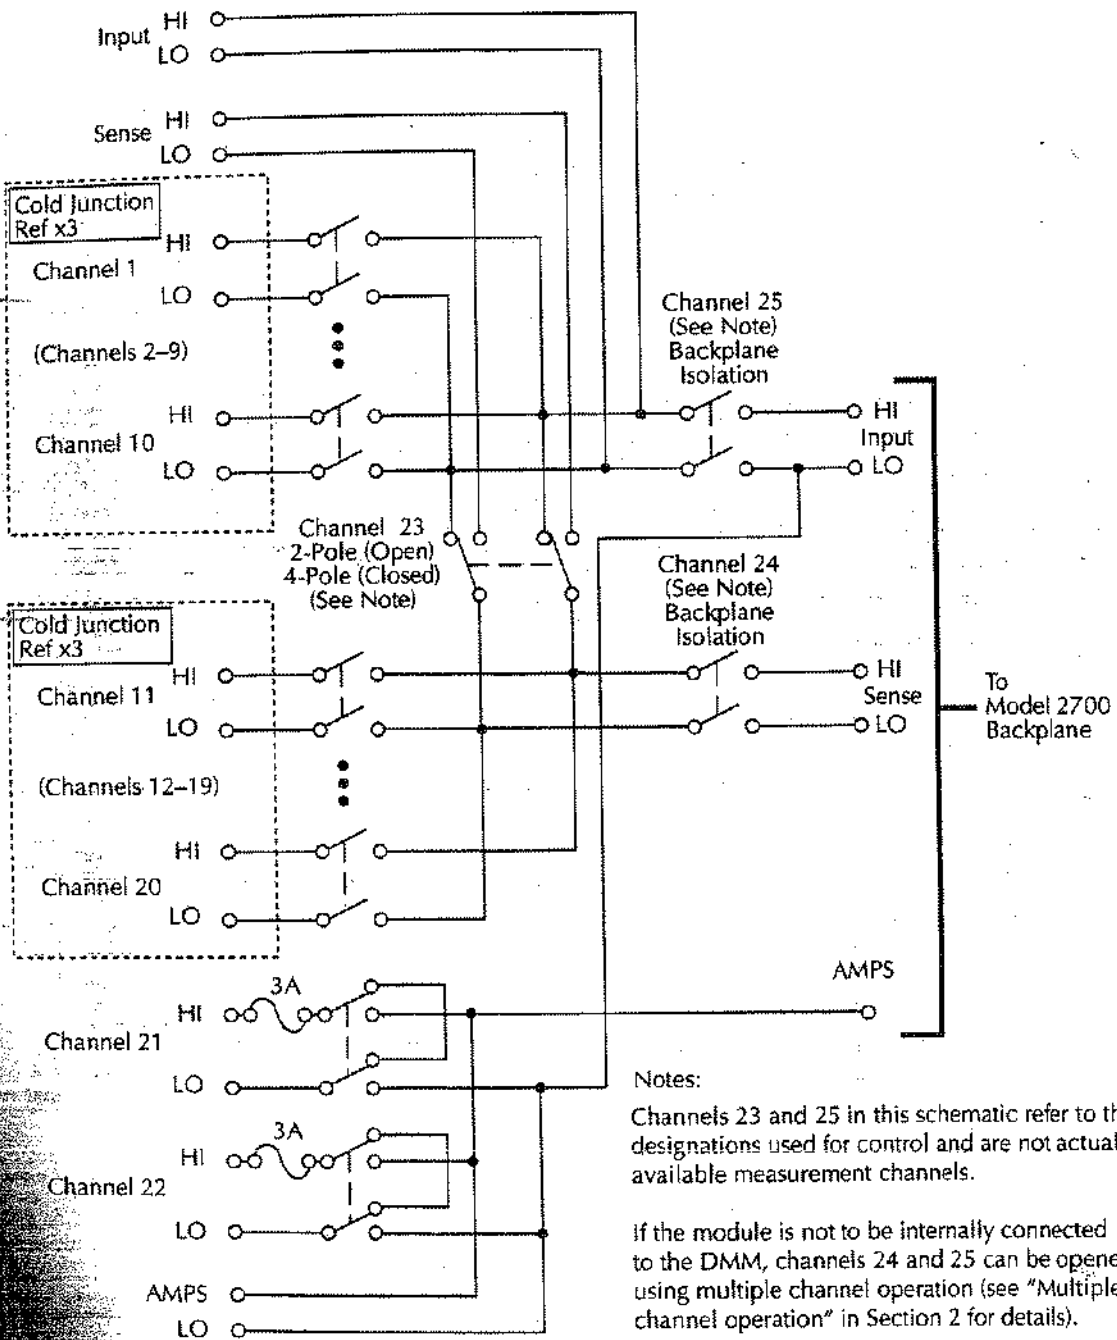 Input HI
LO
Sense HI
LO
Cold Junction
Ref x3
HI
Channel 1
LO
(Channels 2–9)
HI
Channel 10
LO
Channel 25
(See Note)
Backplane
Isolation
HI
Input
LO
Channel 23
2-Pole (Open)
4-Pole (Closed)
(See Note)
Channel 24
(See Note)
Backplane
Isolation
Cold Junction
Ref x3
HI
Channel 11
LO
(Channels 12–19)
HI
Channel 20
LO
HI
Sense
LO
To
Model 2700
Backplane
AMPS
3A
HI
Channel 21
LO
3A
HI
Channel 22
LO
AMPS
LO
Notes:
Channels 23 and 25 in this schematic refer to
designations used for control and are not
available measurement channels.
If the module is not to be internally connected
to the DMM, channels 24 and 25 can be
using multiple channel operation (see "Multiple
channel operation" in Section 2 for details).